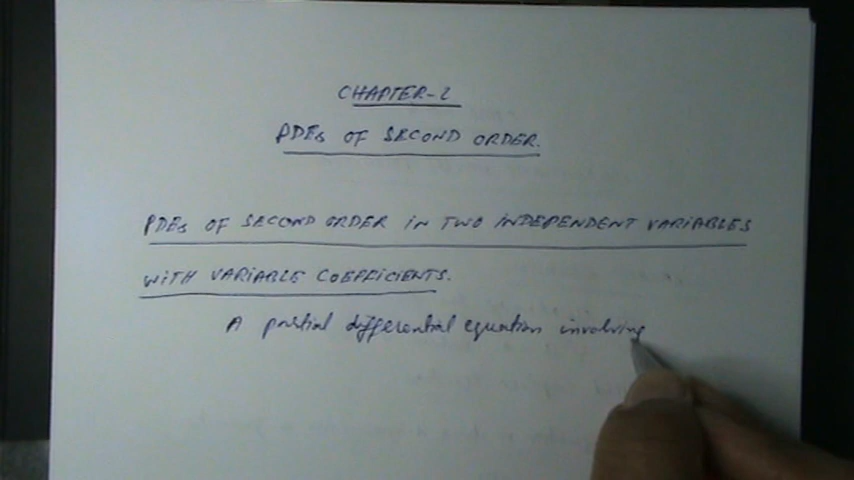 CHAPTER-2
PDEs OF SECOND ORDER.
PDEs OF SECOND ORDER IN TWO INDEPENDENT VARIABLES
WITH VARIABLE COEFFICIENTS.
A partial differential equation involving